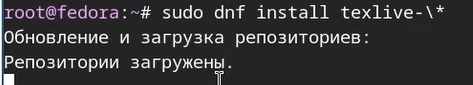 root@fedora:~# sudo dnf install texlive-\*
Обновление и загрузка репозиториев:
Репозитории загружены.